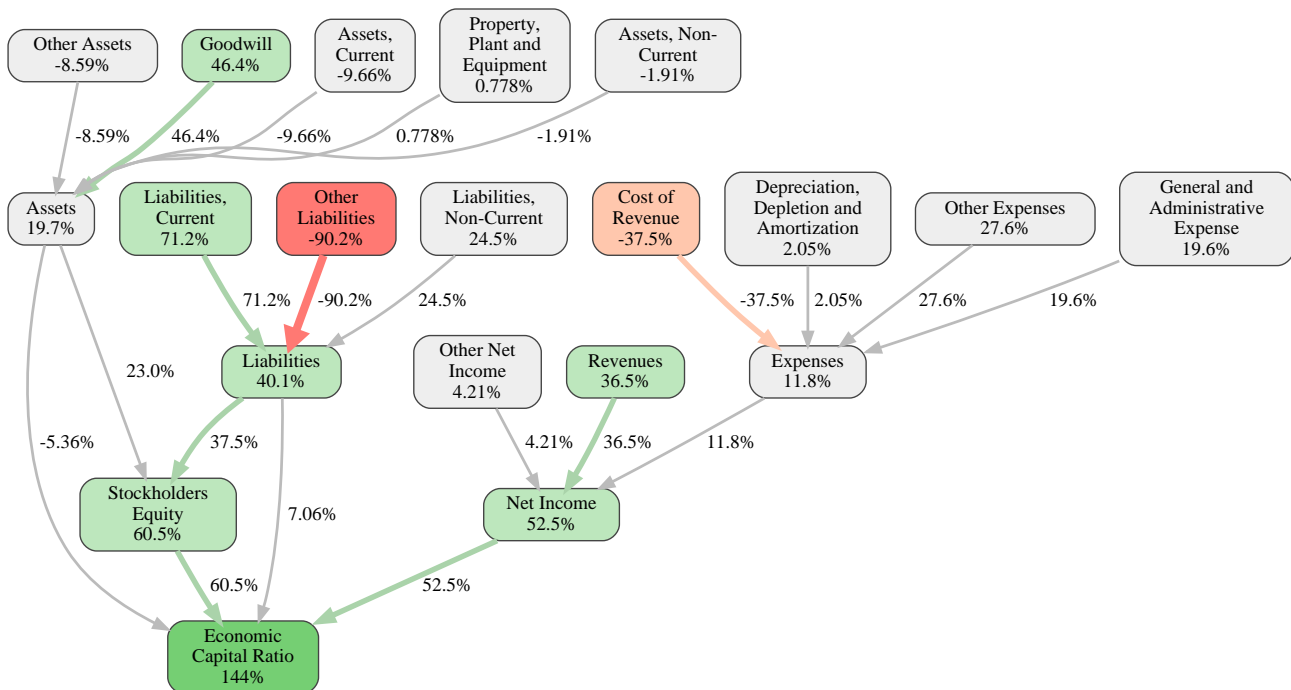 Other Assets
-8.59%
Goodwill
46.4%
Assets,
Current
-9.66%
Property,
Plant and
Equipment
0.778%
Assets, Non-
Current
-1.91%
-8.59%
46.4%
-9.66%
0.778%
-1.91%
Assets
19.7%
Liabilities,
Current
71.2%
Other
Liabilities
-90.2%
Liabilities,
Non-Current
24.5%
Cost of
Revenue
-37.5%
Depreciation,
Depletion and
Amortization
2.05%
Other Expenses
27.6%
General and
Administrative
Expense
19.6%
71.2%
-90.2%
24.5%
-37.5%
2.05%
27.6%
19.6%
23.0%
Liabilities
40.1%
Other Net
Income
4.21%
Revenues
36.5%
Expenses
11.8%
-5.36%
37.5%
4.21%
36.5%
11.8%
Stockholders
Equity
60.5%
7.06%
Net Income
52.5%
60.5%
52.5%
Economic
Capital Ratio
144%